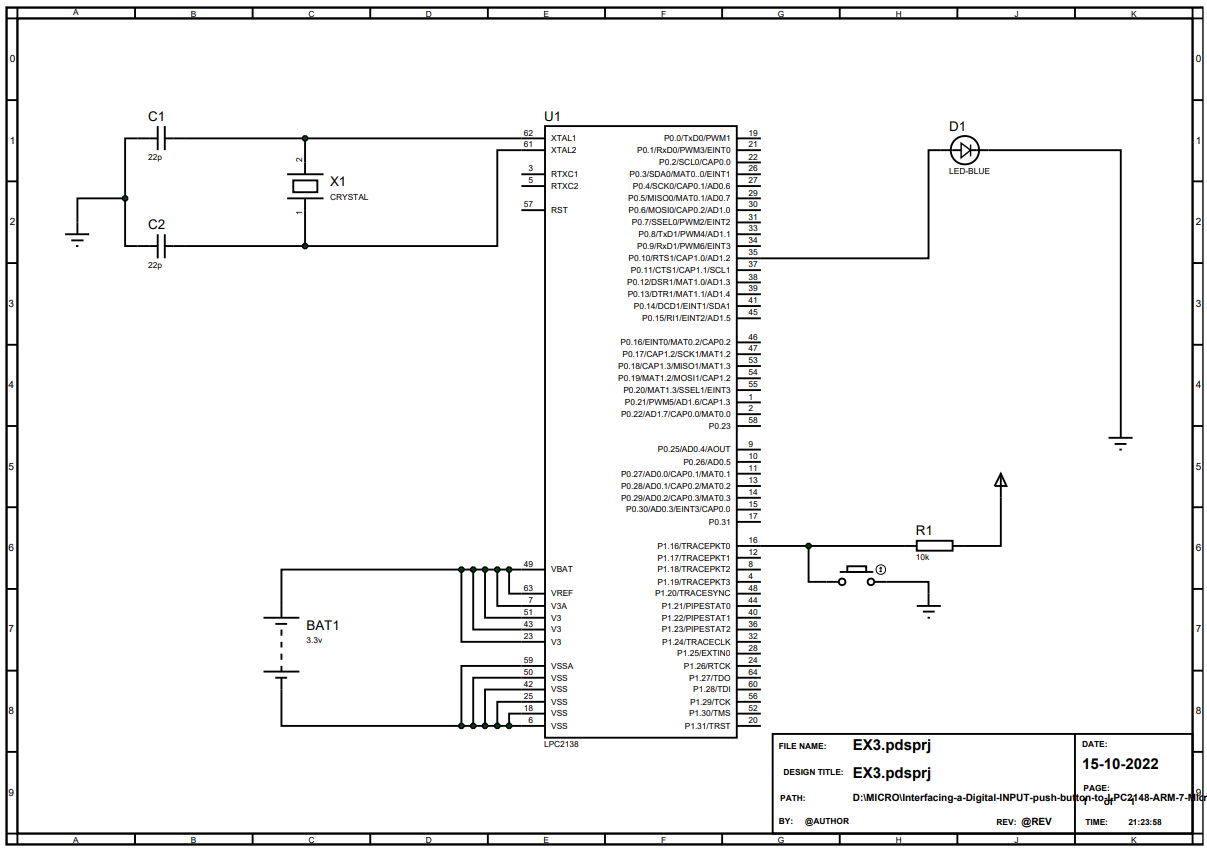 A B C D E F G H J K
0 0
1 1
2 2
3 3
4 4
5 5
6 6
7 7
8 8
9 9
C1
22p
C2
22p
2
X1
CRYSTAL
1
U1
62 XTAL1
61 XTAL2
3 RTXC1
5 RTXC2
57 RST
49 VBAT
63 VREF
7 V3A
51 V3
43 V3
23 V3
59 VSSA
50 VSS
42 VSS
25 VSS
18 VSS
6 VSS
P0.0/TxD0/PWM1 19
P0.1/RxD0/PWM3/EINT0 21
P0.2/SCL0/CAP0.0 22
P0.3/SDA0/MAT0..0/EINT1 26
P0.4/SCK0/CAP0.1/AD0.6 27
P0.5/MISO0/MAT0.1/AD0.7 29
P0.6/MOSI0/CAP0.2/AD1.0 30
P0.7/SSEL0/PWM2/EINT2 31
P0.8/TxD1/PWM4/AD1.1 33
P0.9/RxD1/PWM6/EINT3 34
P0.10/RTS1/CAP1.0/AD1.2 35
P0.11/CTS1/CAP1.1/SCL1 37
P0.12/DSR1/MAT1.0/AD1.3 38
P0.13/DTR1/MAT1.1/AD1.4 39
P0.14/DCD1/EINT1/SDA1 41
P0.15/RI1/EINT2/AD1.5 45
P0.16/EINT0/MAT0.2/CAP0.2 46
P0.17/CAP1.2/SCK1/MAT1.2 47
P0.18/CAP1.3/MISO1/MAT1.3 53
P0.19/MAT1.2/MOSI1/CAP1.2 54
P0.20/MAT1.3/SSEL1/EINT3 55
P0.21/PWM5/AD1.6/CAP1.3 1
P0.22/AD1.7/CAP0.0/MAT0.0 2
P0.23 58
P0.25/AD0.4/AOUT 9
P0.26/AD0.5 10
P0.27/AD0.0/CAP0.1/MAT0.1 11
P0.28/AD0.1/CAP0.2/MAT0.2 13
P0.29/AD0.2/CAP0.3/MAT0.3 14
P0.30/AD0.3/EINT3/CAP0.0 15
P0.31 17
P1.16/TRACEPKT0 16
P1.17/TRACEPKT1 12
P1.18/TRACEPKT2 8
P1.19/TRACEPKT3 4
P1.20/TRACESYNC 48
P1.21/PIPESTAT0 44
P1.22/PIPESTAT1 40
P1.23/PIPESTAT2 36
P1.24/TRACECLK 32
P1.25/EXTIN0 28
P1.26/RTCK 24
P1.27/TDO 64
P1.28/TDI 60
P1.29/TCK 56
P1.30/TMS 52
P1.31/TRST 20
LPC2138
D1
LED-BLUE
R1
10k
BAT1
3.3v
FILE NAME: EX3.pdsprj
DESIGN TITLE: EX3.pdsprj
PATH: D:\MICRO\Interfacing-a-Digital-INPUT-push-button-to-LPC2148-ARM-7-Micr
BY: @AUTHOR
REV: @REV
DATE:
15-10-2022
PAGE:
TIME: 21:23:58
A B C D E F G H J K